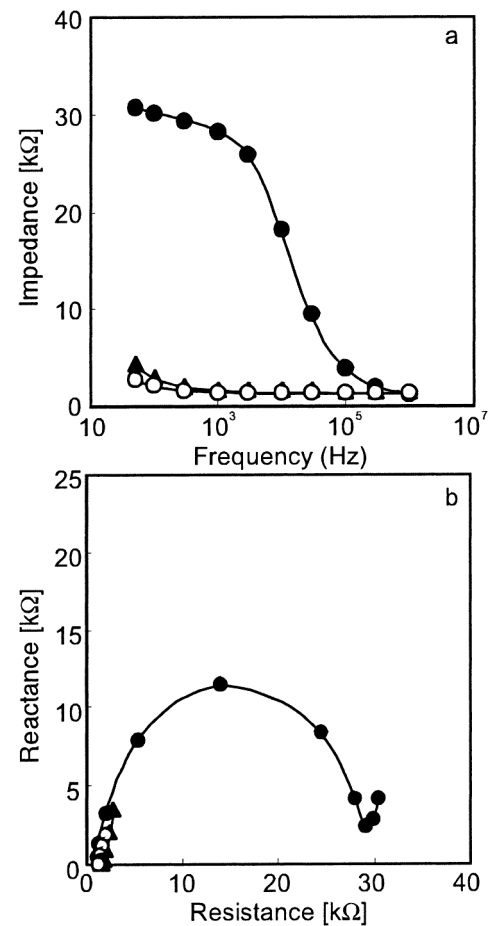 a
Impedance [kΩ]
40
30
20
10
0
10 10³ 10⁵ 10⁷
Frequency (Hz)
b
Reactance [kΩ]
25
20
15
10
5
0
0 10 20 30 40
Resistance [kΩ]